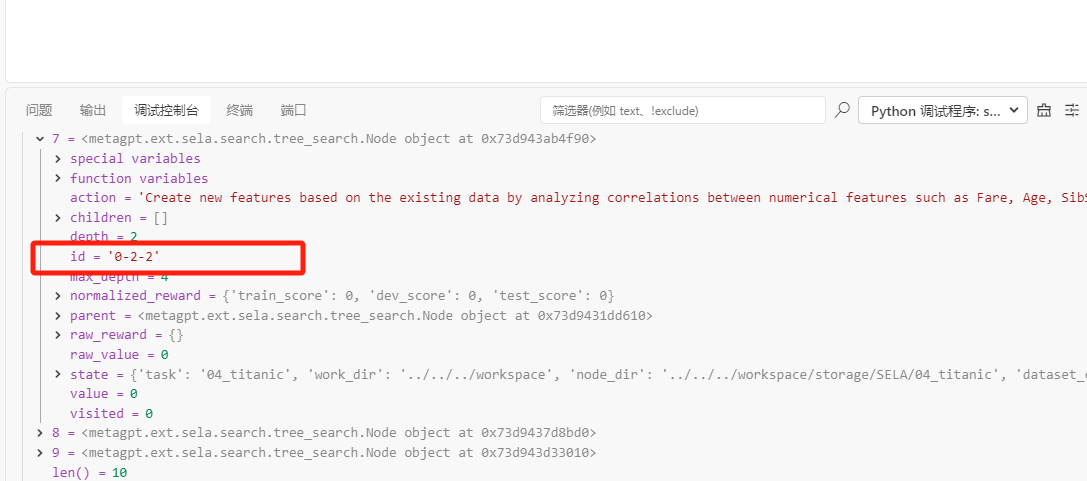 问题 输出 调试控制台 终端 端口 筛选器(例如 text、!exclude) Python 调试程序: s...
7 = <metagpt.ext.sela.search.tree_search.Node object at 0x73d943ab4f90>
special variables
function variables
action = 'Create new features based on the existing data by analyzing correlations between numerical features such as Fare, Age, SibS
children = []
depth = 2
id = '0-2-2'
max_depth = 4
normalized_reward = {'train_score': 0, 'dev_score': 0, 'test_score': 0}
parent = <metagpt.ext.sela.search.tree_search.Node object at 0x73d9431dd610>
raw_reward = {}
raw_value = 0
state = {'task': '04_titanic', 'work_dir': '../../../workspace', 'node_dir': '../../../workspace/storage/SELA/04_titanic', 'dataset_c
value = 0
visited = 0
8 = <metagpt.ext.sela.search.tree_search.Node object at 0x73d9437d8bd0>
9 = <metagpt.ext.sela.search.tree_search.Node object at 0x73d943d33010>
len() = 10